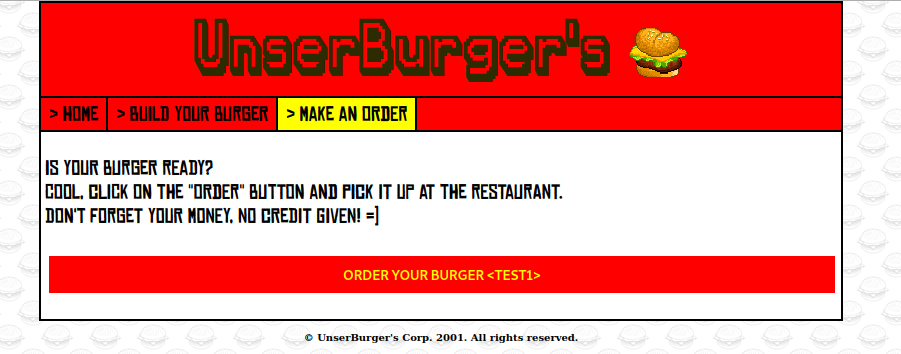 UnserBurger's
> HOME > BUILD YOUR BURGER > MAKE AN ORDER
IS YOUR BURGER READY?
COOL, CLICK ON THE "ORDER" BUTTON AND PICK IT UP AT THE RESTAURANT.
DON'T FORGET YOUR MONEY, NO CREDIT GIVEN! =]
ORDER YOUR BURGER <TEST1>
© UnserBurger's Corp. 2001. All rights reserved.